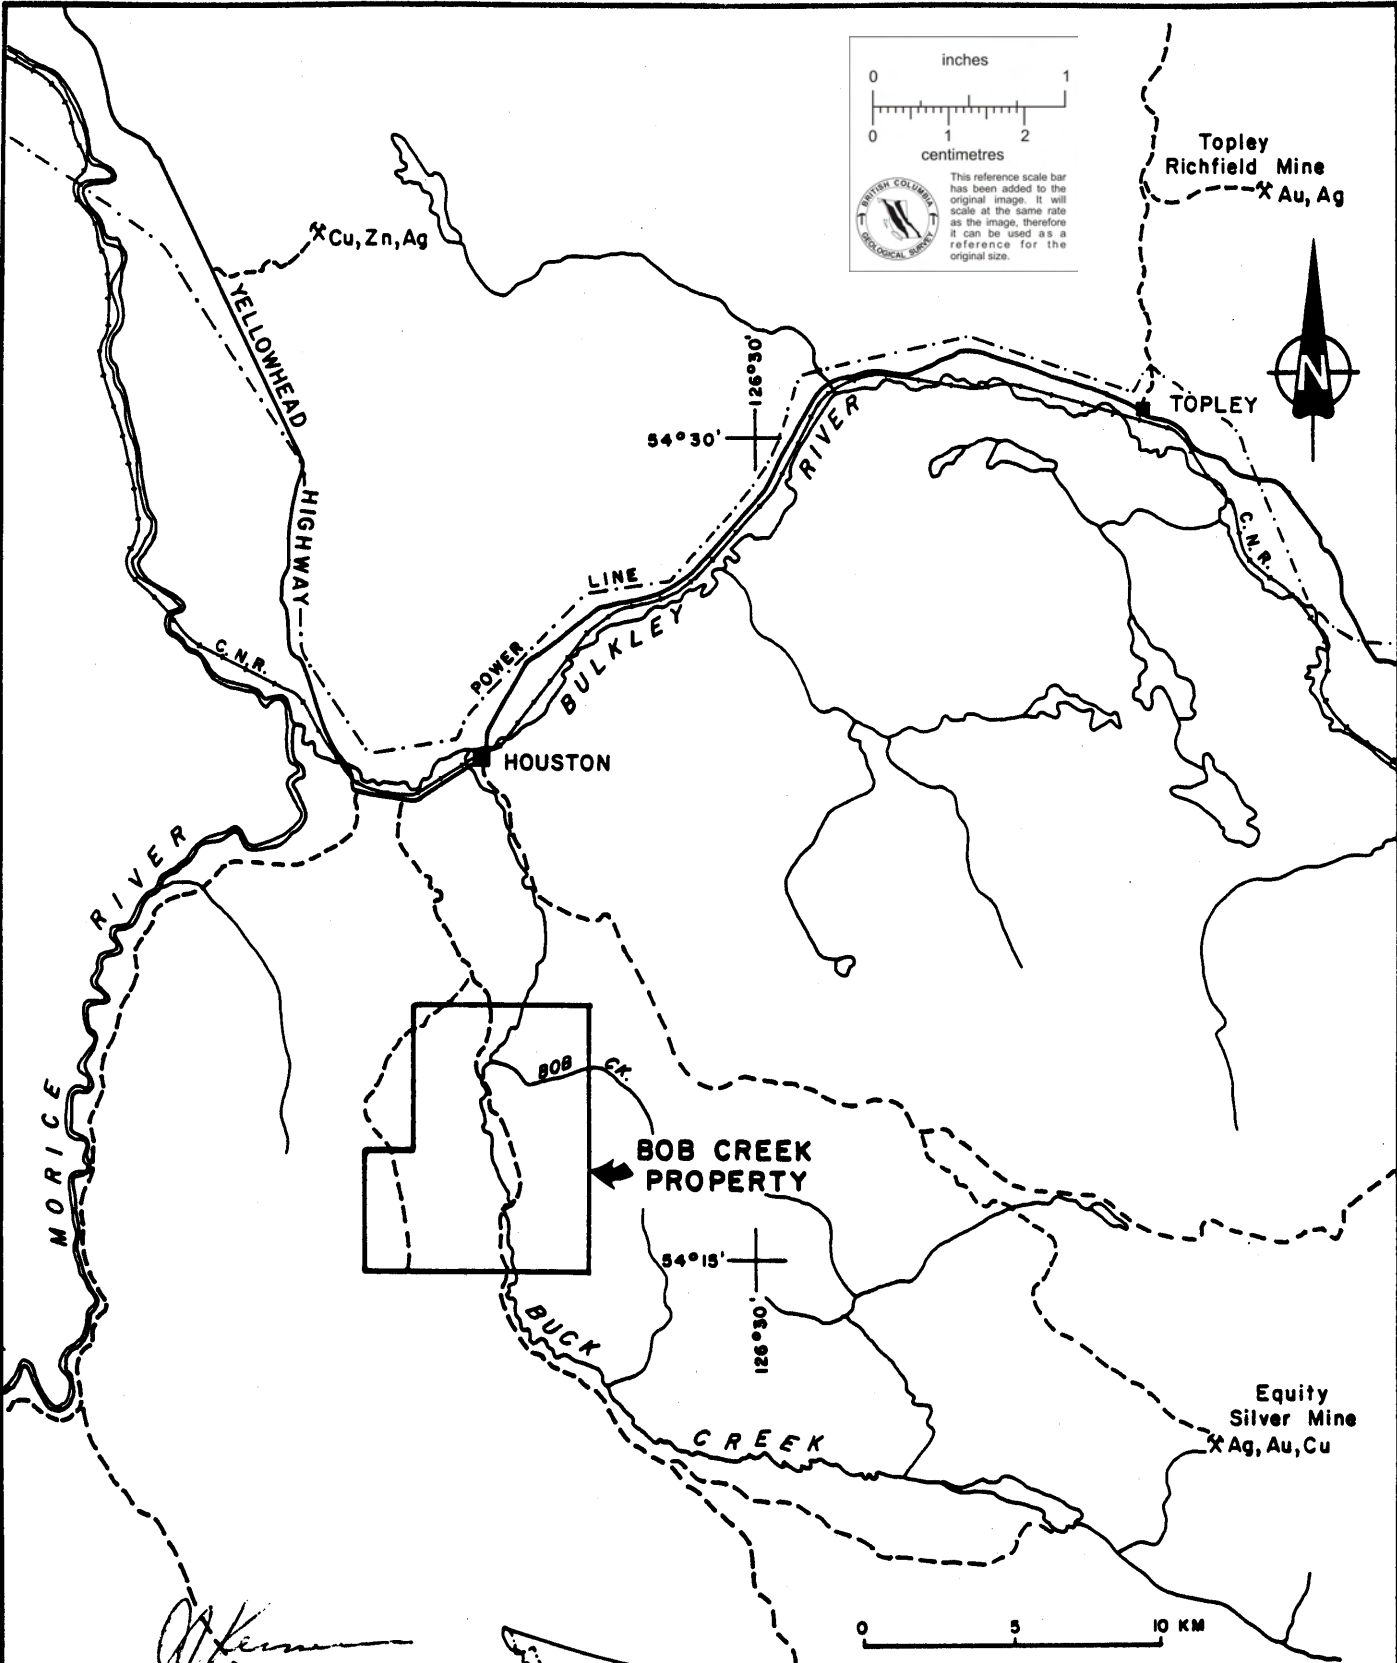 inches
0 1
0 1 2
centimetres
This reference scale bar
has been added to the
original image. It will
scale at the same rate
as the image, therefore
it can be used as a
reference for the
original size.
BRITISH COLUMBIA
GEOLOGICAL SURVEY
Topley
Richfield Mine
Au, Ag
Cu, Zn, Ag
N
YELLOWHEAD
HIGHWAY
126°30'
54°30'
TOPLEY
BULKLEY RIVER
C. N. R.
POWER LINE
C. N. R.
HOUSTON
MORICE RIVER
BOB CK.
BOB CREEK
PROPERTY
54°15'
126°30'
BUCK CREEK
Equity
Silver Mine
Ag, Au, Cu
0 5 10 KM